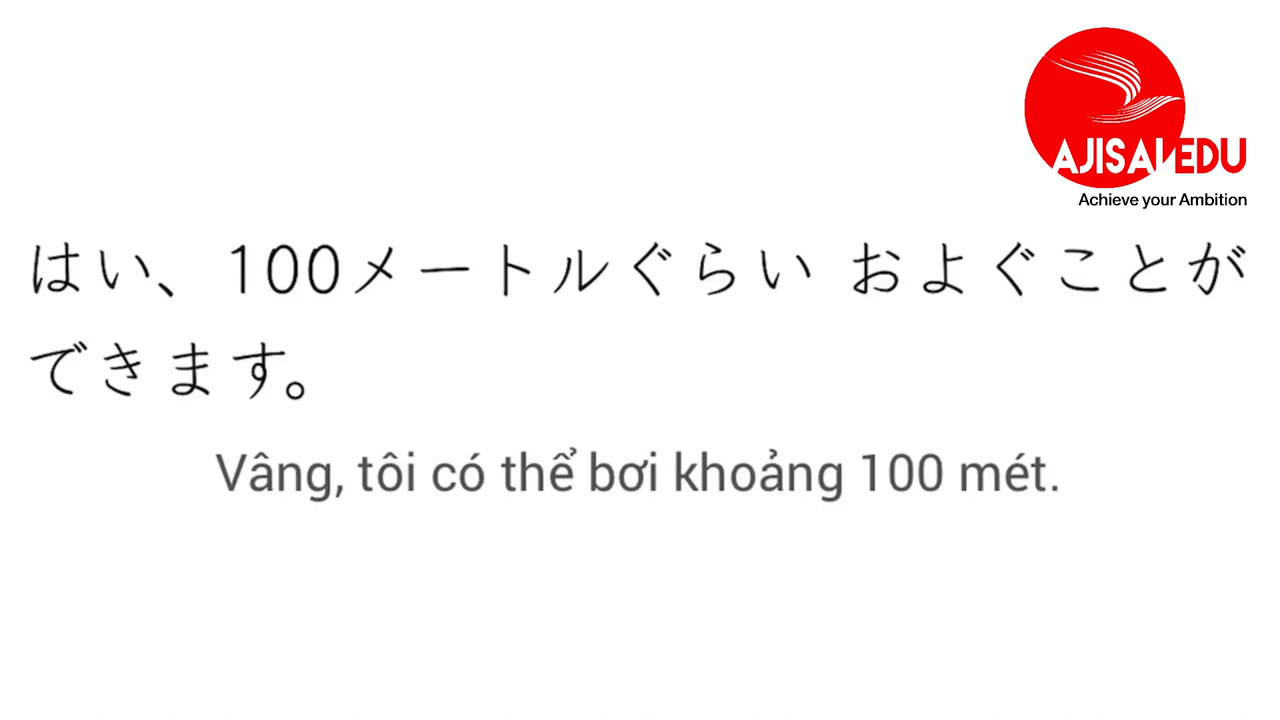 AJISAI EDU
Achieve your Ambition
はい、100メートルぐらい およぐことが
できます。
Vâng, tôi có thể bơi khoảng 100 mét.